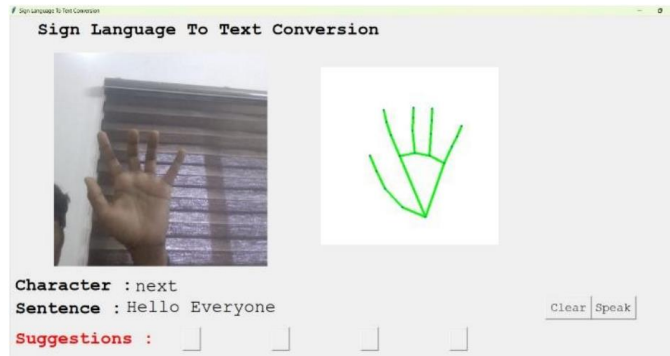 Sign Language To Text Conversion
Sign Language To Text Conversion
Character : next
Sentence : Hello Everyone
Clear Speak
Suggestions :